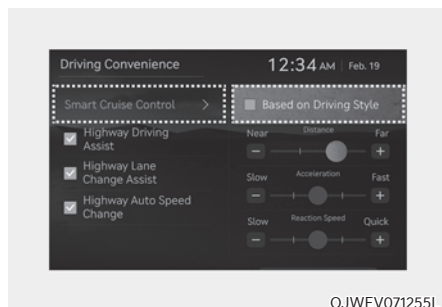 Driving Convenience
12:34 AM | Feb. 19
Smart Cruise Control >
Based on Driving Style
Highway Driving
Assist
Highway Lane
Change Assist
Highway Auto Speed
Change
Near Distance Far
− +
Slow Acceleration Fast
− +
Slow Reaction Speed Quick
− +
OJWEV071255L